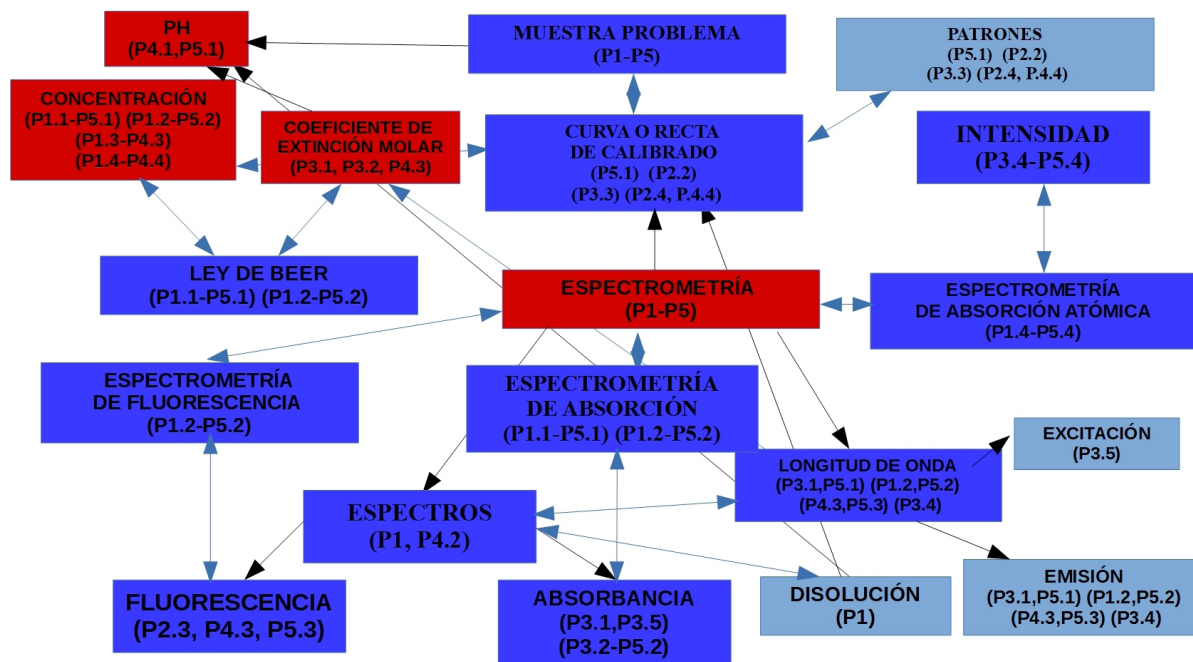 PH
(P4.1,P5.1)
MUESTRA PROBLEMA
(P1-P5)
PATRONES
(P5.1) (P2.2)
(P3.3) (P2.4, P.4.4)
CONCENTRACIÓN
(P1.1-P5.1) (P1.2-P5.2)
(P1.3-P4.3)
(P1.4-P4.4)
COEFICIENTE DE
EXTINCIÓN MOLAR
(P3.1, P3.2, P4.3)
CURVA O RECTA
DE CALIBRADO
(P5.1) (P2.2)
(P3.3) (P2.4, P.4.4)
INTENSIDAD
(P3.4-P5.4)
LEY DE BEER
(P1.1-P5.1) (P1.2-P5.2)
ESPECTROMETRÍA
(P1-P5)
ESPECTROMETRÍA
DE ABSORCIÓN ATÓMICA
(P1.4-P5.4)
ESPECTROMETRÍA
DE FLUORESCENCIA
(P1.2-P5.2)
ESPECTROMETRÍA
DE ABSORCIÓN
(P1.1-P5.1) (P1.2-P5.2)
EXCITACIÓN
(P3.5)
LONGITUD DE ONDA
(P3.1,P5.1) (P1.2,P5.2)
(P4.3,P5.3) (P3.4)
ESPECTROS
(P1, P4.2)
FLUORESCENCIA
(P2.3, P4.3, P5.3)
ABSORBANCIA
(P3.1,P3.5)
(P3.2-P5.2)
DISOLUCIÓN
(P1)
EMISIÓN
(P3.1,P5.1) (P1.2,P5.2)
(P4.3,P5.3) (P3.4)